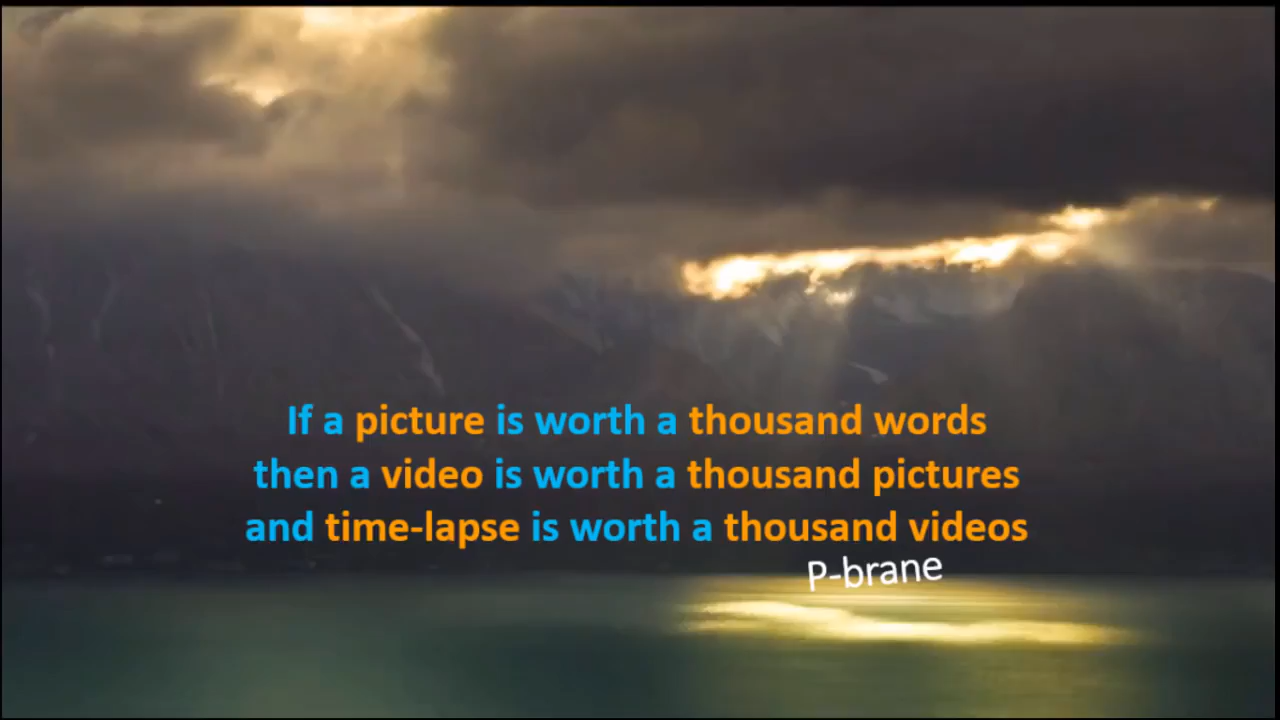 If a picture is worth a thousand words
then a video is worth a thousand pictures
and time-lapse is worth a thousand videos
P-brane